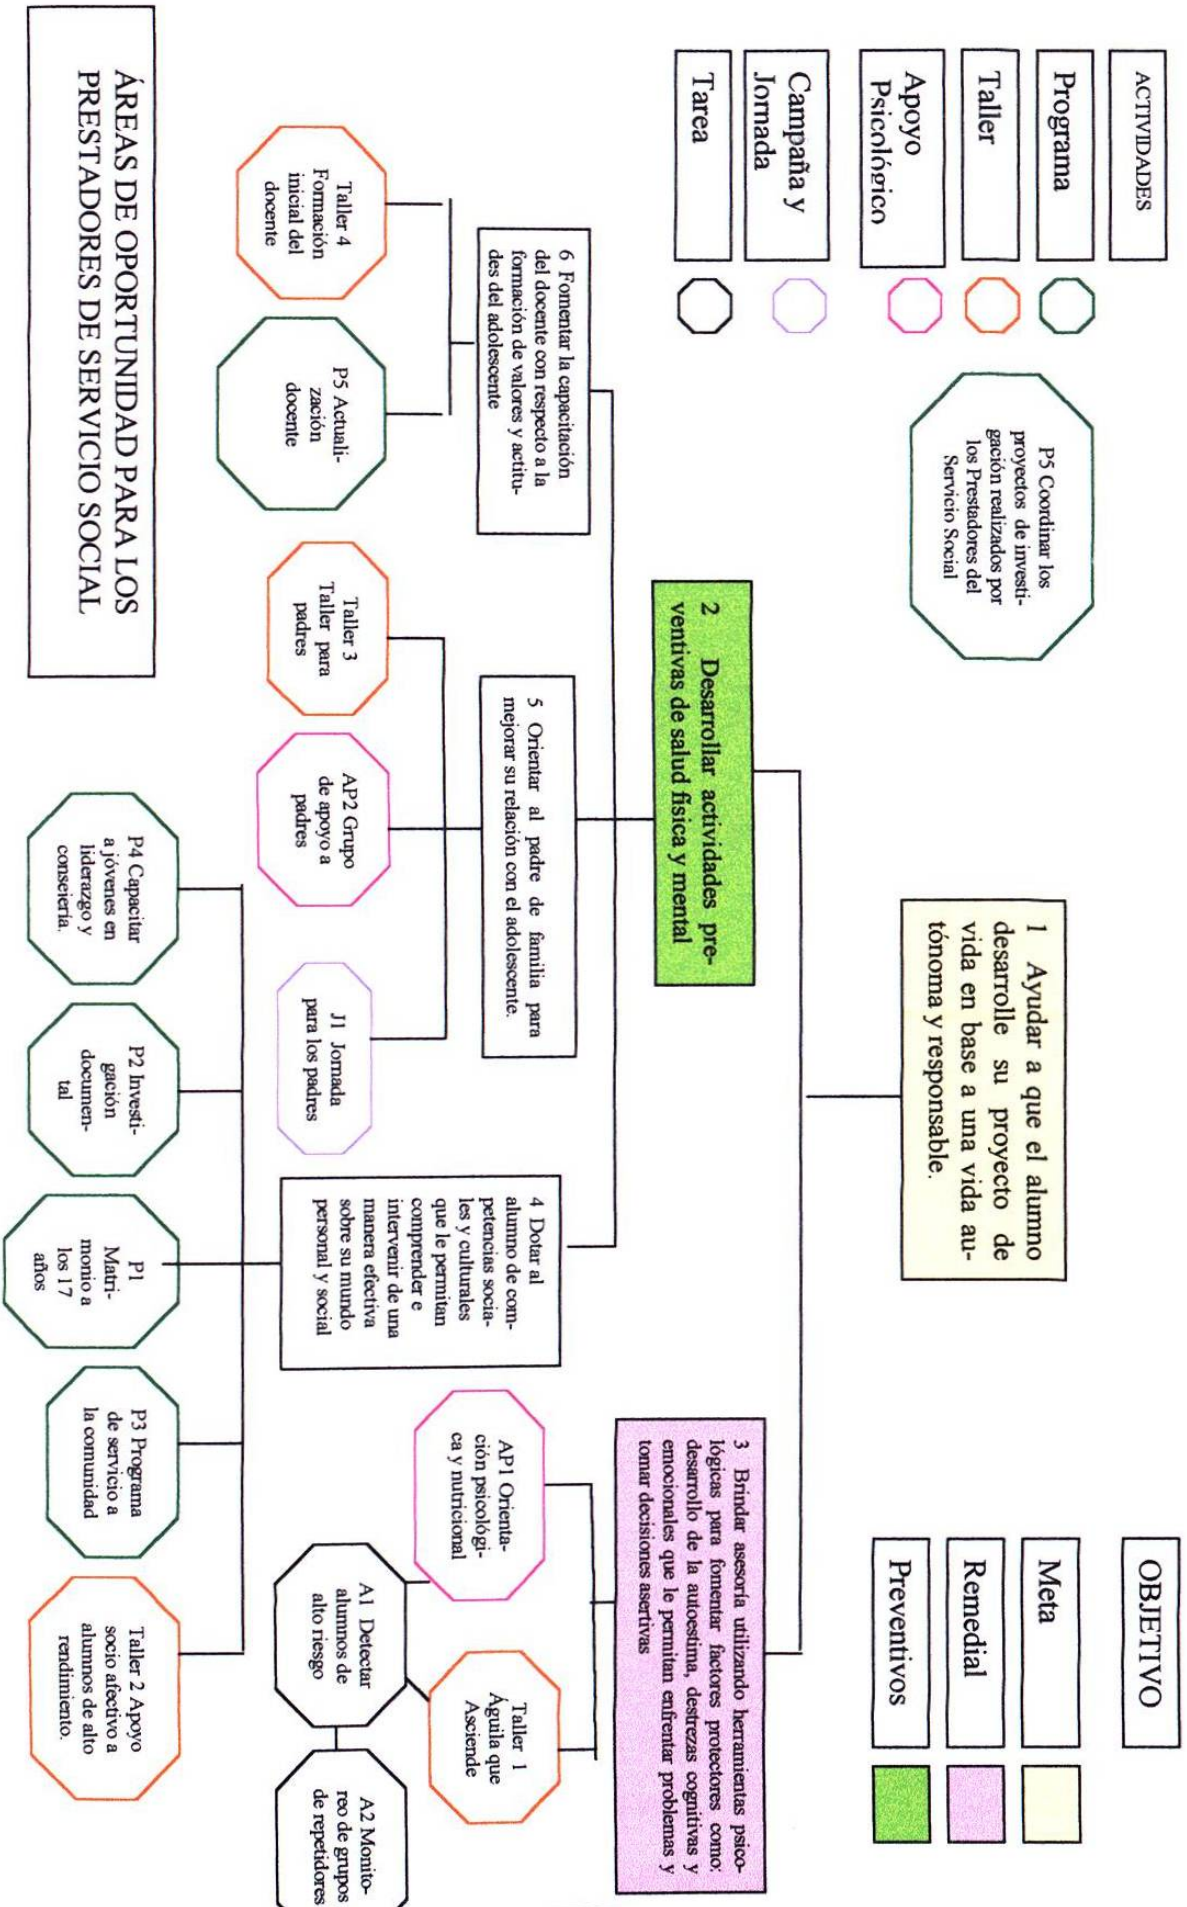 ACTIVIDADES
Programa
Taller
Apoyo
Psicológico
Campaña y
Jornada
Tarea
P5 Coordinar los
proyectos de investi-
gación realizados por
los Prestadores del
Servicio Social
1 Ayudar a que el alumno
desarrolle su proyecto de
vida en base a una vida au-
tónoma y responsable.
OBJETIVO
Meta
Remedial
Preventivos
2 Desarrollar actividades pre-
ventivas de salud física y mental
3 Brindar asesoría utilizando herramientas psico-
lógicas para fomentar factores protectores como:
desarrollo de la autoestima, destrezas cognitivas y
emocionales que le permitan enfrentar problemas y
tomar decisiones asertivas
6 Fomentar la capacitación
del docente con respecto a la
formación de valores y actitu-
des del adolescente
5 Orientar al padre de familia para
mejorar su relación con el adolescente.
4 Dotar al
alumno de com-
petencias socia-
les y culturales
que le permitan
comprender e
intervenir de una
manera efectiva
sobre su mundo
personal y social
AP1 Orienta-
ción psicológi-
ca y nutricional
Taller 1
Águila que
Asciende
Taller 4
Formación
inicial del
docente
P5 Actuali-
zación
docente
Taller 3
Taller para
padres
AP2 Grupo
de apoyo a
padres
J1 Jornada
para los padres
A1 Detectar
alumnos de
alto riesgo
A2 Monito-
reo de grupos
de repetidores
P4 Capacitar
a jóvenes en
liderazgo y
consejería.
P2 Investi-
gación
documen-
tal
P1
Matri-
monio a
los 17
años
P3 Programa
de servicio a
la comunidad
Taller 2 Apoyo
socio afectivo a
alumnos de alto
rendimiento.
ÁREAS DE OPORTUNIDAD PARA LOS
PRESTADORES DE SERVICIO SOCIAL